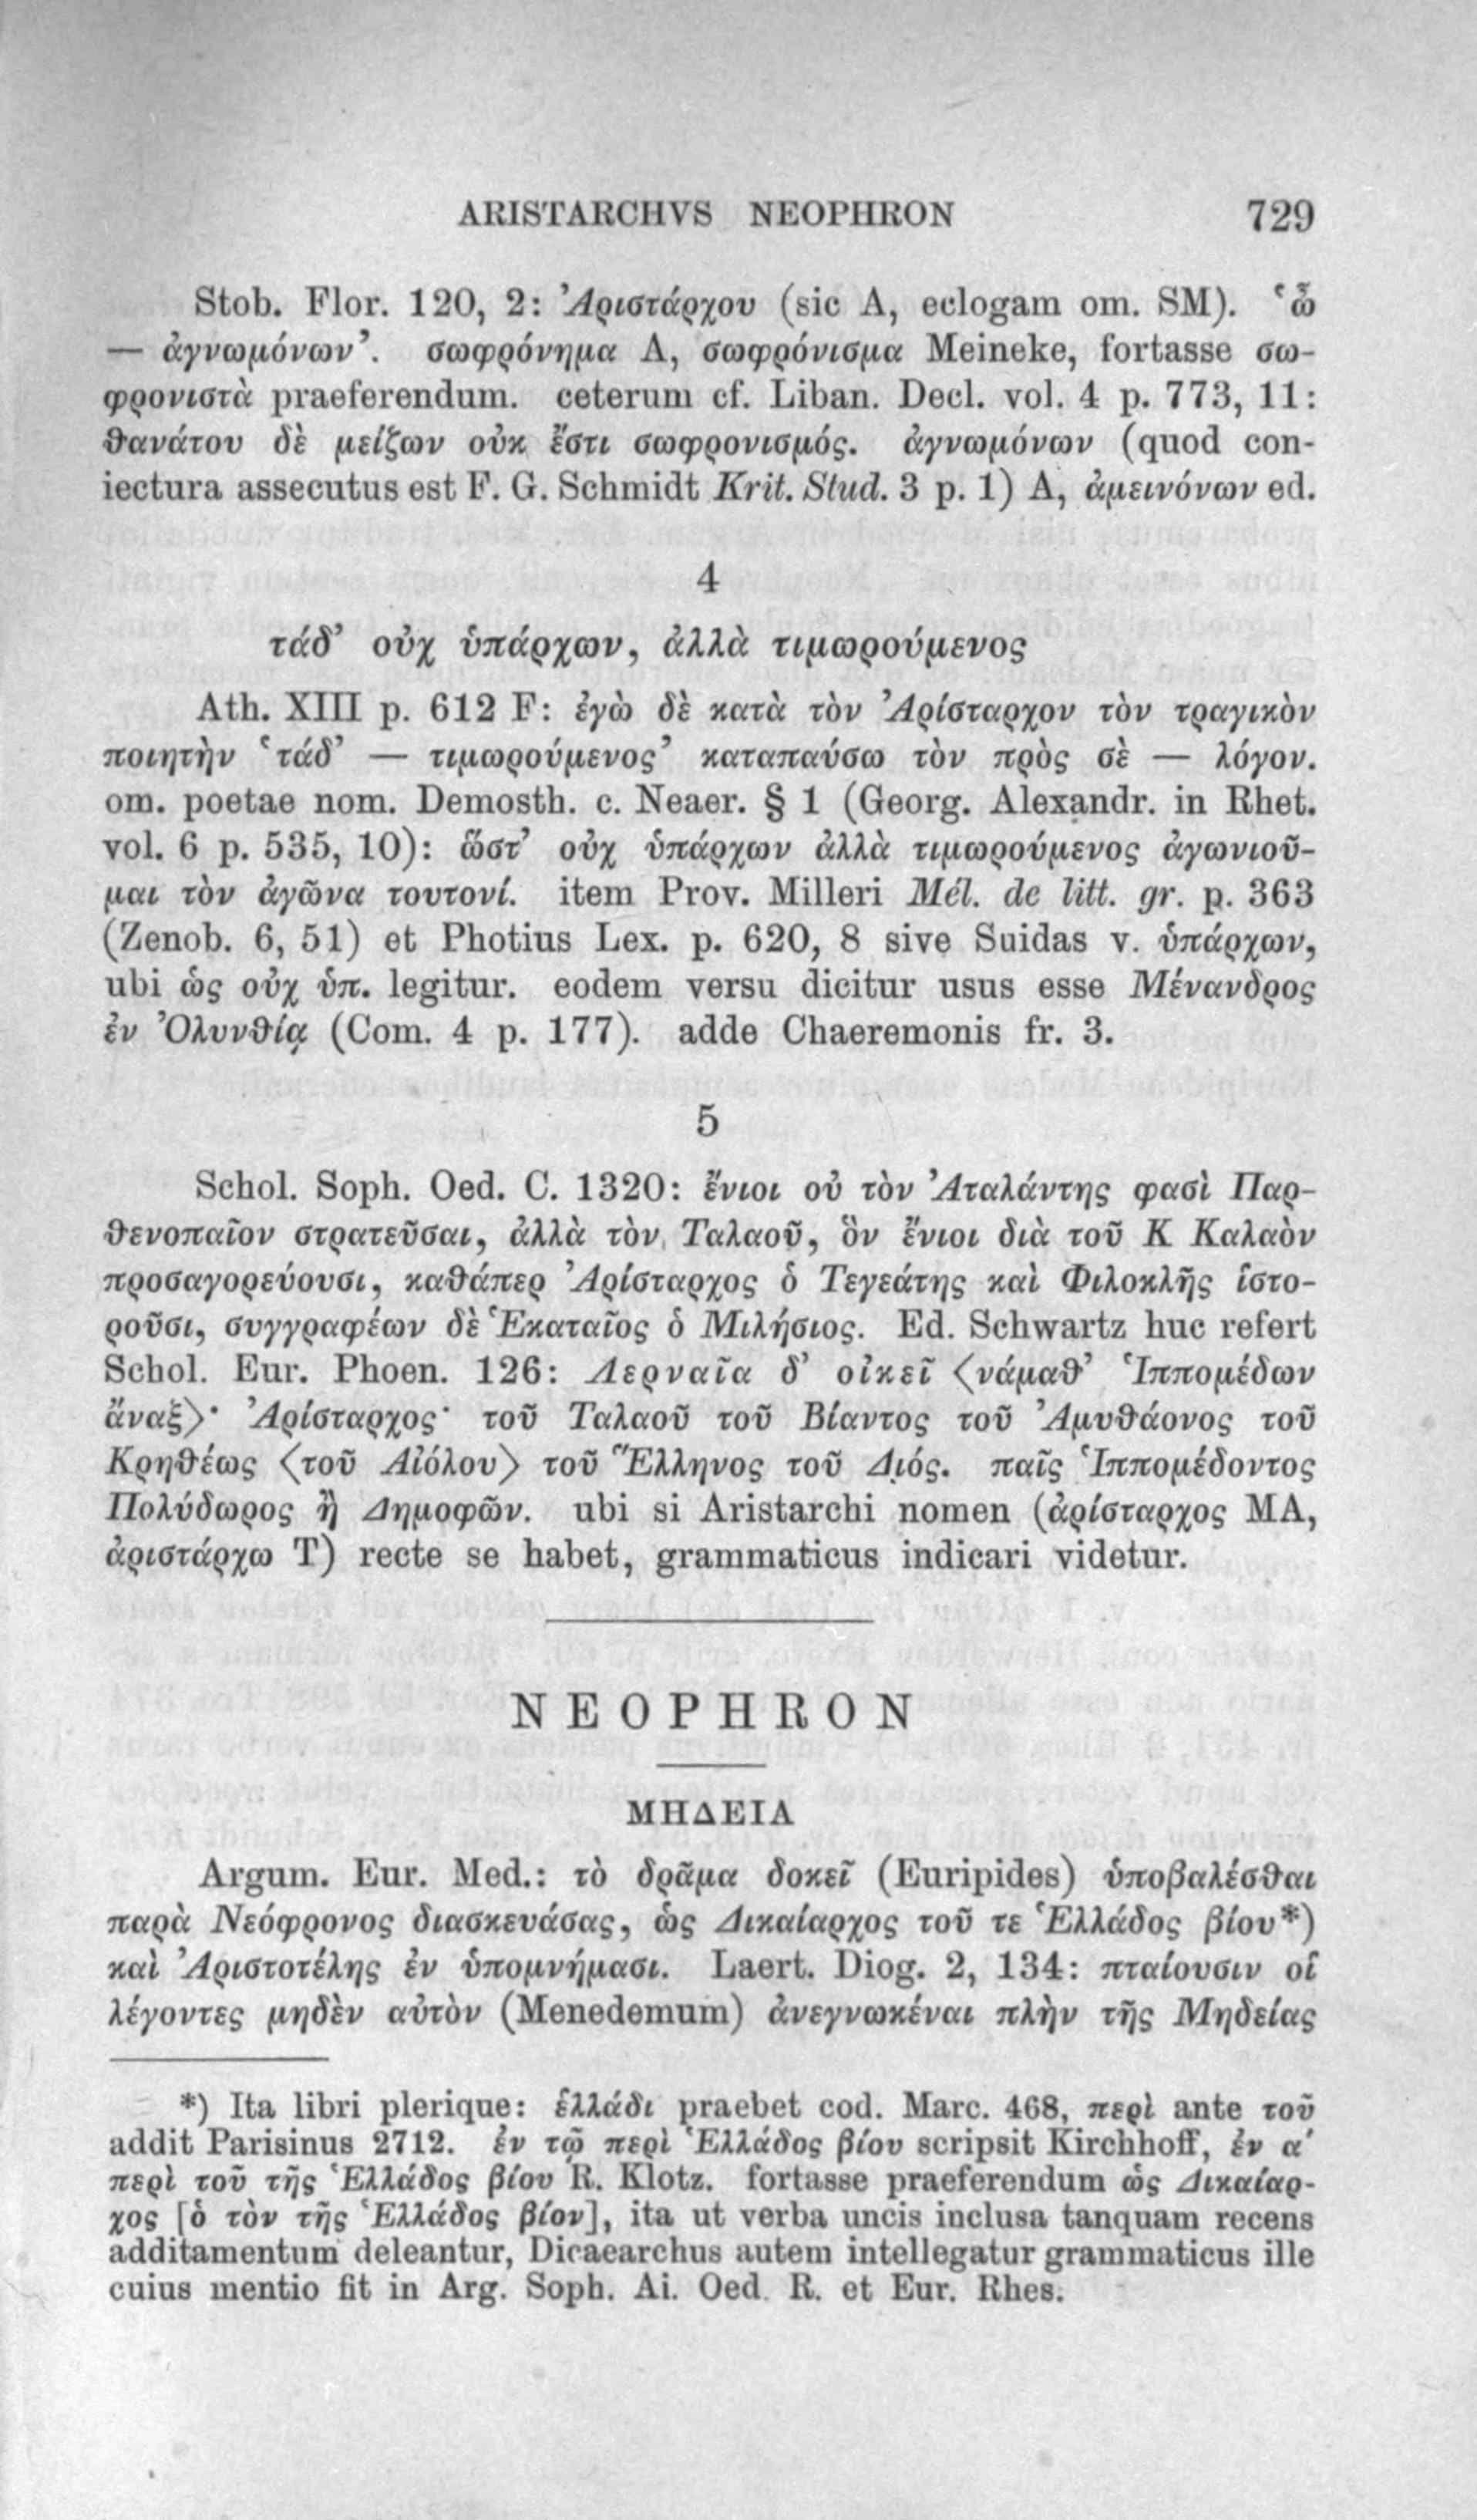 ARISTARCHVS NEOPHRON 729
Stob. Flor. 120, 2: Ἀριστάρχου (sic A, eclogam om. SM). ‘ὦ
— ἀγνωμόνων’. σωφρόνημα A, σωφρόνισμα Meineke, fortasse σω-
φρονιστὰ praeferendum. ceterum cf. Liban. Decl. vol. 4 p. 773, 11:
θανάτου δὲ μείζων οὐκ ἔστι σωφρονισμός. ἀγνωμόνων (quod con-
iectura assecutus est F. G. Schmidt Krit. Stud. 3 p. 1) A, ἀμεινόνων ed.
4
τάδ’ οὐχ ὑπάρχων, ἀλλὰ τιμωρούμενος
Ath. XIII p. 612 F: ἐγὼ δὲ κατὰ τὸν Ἀρίσταρχον τὸν τραγικὸν
ποιητὴν ‘τάδ’ — τιμωρούμενος’ καταπαύσω τὸν πρὸς σὲ — λόγον.
om. poetae nom. Demosth. c. Neaer. § 1 (Georg. Alexandr. in Rhet.
vol. 6 p. 535, 10): ὥστ’ οὐχ ὑπάρχων ἀλλὰ τιμωρούμενος ἀγωνιοῦ-
μαι τὸν ἀγῶνα τουτονί. item Prov. Milleri Mél. de litt. gr. p. 363
(Zenob. 6, 51) et Photius Lex. p. 620, 8 sive Suidas v. ὑπάρχων,
ubi ὡς οὐχ ὑπ. legitur. eodem versu dicitur usus esse Μένανδρος
ἐν Ὀλυνθίᾳ (Com. 4 p. 177). adde Chaeremonis fr. 3.
5
Schol. Soph. Oed. C. 1320: ἔνιοι οὐ τὸν Ἀταλάντης φασὶ Παρ-
θενοπαῖον στρατεῦσαι, ἀλλὰ τὸν Ταλαοῦ, ὃν ἔνιοι διὰ τοῦ Κ Καλαὸν
προσαγορεύουσι, καθάπερ Ἀρίσταρχος ὁ Τεγεάτης καὶ Φιλοκλῆς ἱστο-
ροῦσι, συγγραφέων δὲ Ἑκαταῖος ὁ Μιλήσιος. Ed. Schwartz huc refert
Schol. Eur. Phoen. 126: Λερναῖα δ’ οἰκεῖ ⟨νάμαθ’ Ἱππομέδων
ἄναξ⟩· Ἀρίσταρχος· τοῦ Ταλαοῦ τοῦ Βίαντος τοῦ Ἀμυθάονος τοῦ
Κρηθέως ⟨τοῦ Αἰόλου⟩ τοῦ Ἕλληνος τοῦ Διός. παῖς Ἱππομέδοντος
Πολύδωρος ἢ Δημοφῶν. ubi si Aristarchi nomen (ἀρίσταρχος MA,
ἀριστάρχω T) recte se habet, grammaticus indicari videtur.
NEOPHRON
ΜΗΔΕΙΑ
Argum. Eur. Med.: τὸ δρᾶμα δοκεῖ (Euripides) ὑποβαλέσθαι
παρὰ Νεόφρονος διασκευάσας, ὡς Δικαίαρχος τοῦ τε Ἑλλάδος βίου*)
καὶ Ἀριστοτέλης ἐν ὑπομνήμασι. Laert. Diog. 2, 134: πταίουσιν οἱ
λέγοντες μηδὲν αὐτὸν (Menedemum) ἀνεγνωκέναι πλὴν τῆς Μηδείας
*) Ita libri plerique: ἑλλάδι praebet cod. Marc. 468, περὶ ante τοῦ
addit Parisinus 2712. ἐν τῷ περὶ Ἑλλάδος βίου scripsit Kirchhoff, ἐν α′
περὶ τοῦ τῆς Ἑλλάδος βίου R. Klotz. fortasse praeferendum ὡς Δικαίαρ-
χος [ὁ τὸν τῆς Ἑλλάδος βίον], ita ut verba uncis inclusa tanquam recens
additamentum deleantur, Dicaearchus autem intellegatur grammaticus ille
cuius mentio fit in Arg. Soph. Ai. Oed. R. et Eur. Rhes.